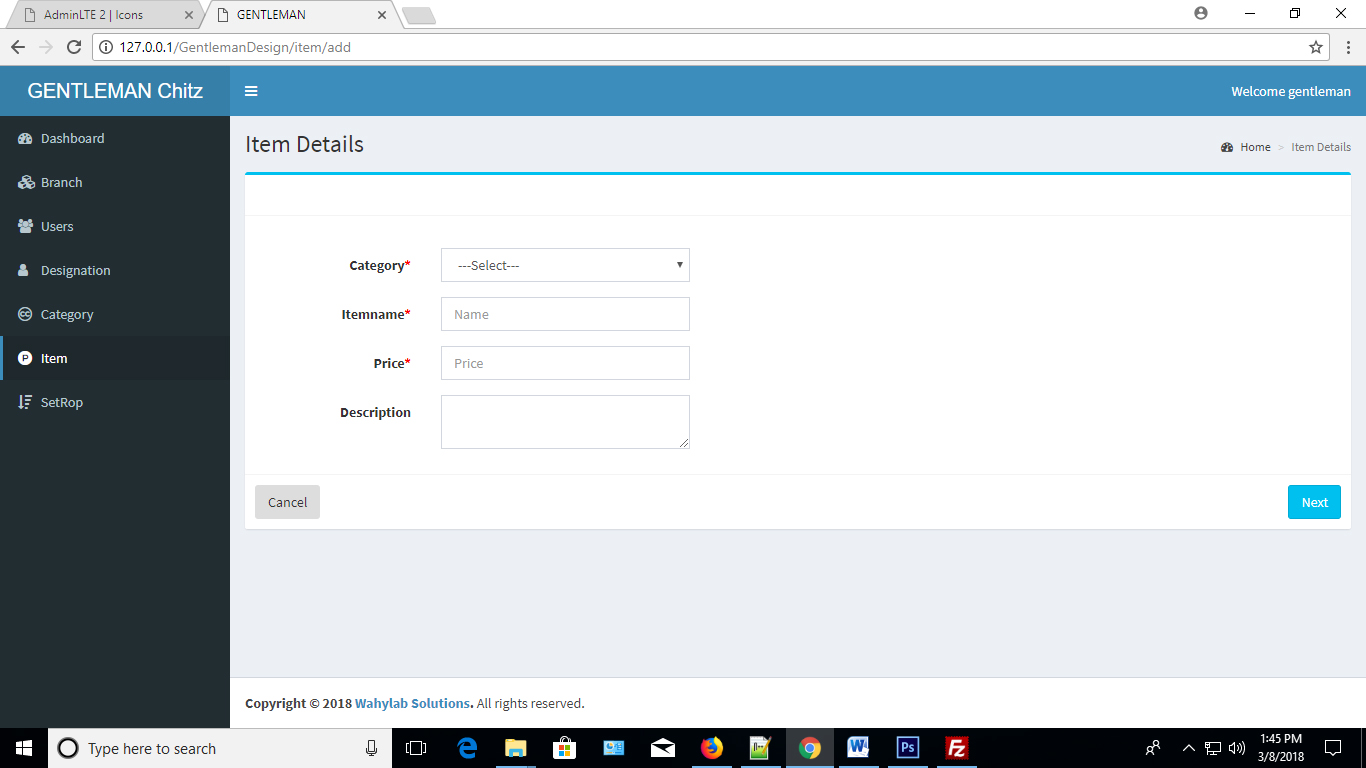 AdminLTE 2 | Icons
GENTLEMAN
127.0.0.1/GentlemanDesign/item/add
GENTLEMAN Chitz
Welcome gentleman
Dashboard
Branch
Users
Designation
Category
Item
SetRop
Item Details
Home > Item Details
Category*
---Select---
Itemname*
Name
Price*
Price
Description
Cancel
Next
Copyright © 2018 Wahylab Solutions. All rights reserved.
Type here to search
1:45 PM
3/8/2018